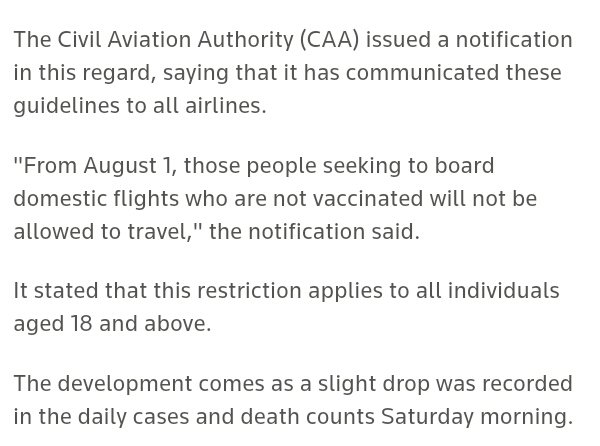 The Civil Aviation Authority (CAA) issued a notification
in this regard, saying that it has communicated these
guidelines to all airlines.
"From August 1, those people seeking to board
domestic flights who are not vaccinated will not be
allowed to travel," the notification said.
It stated that this restriction applies to all individuals
aged 18 and above.
The development comes as a slight drop was recorded
in the daily cases and death counts Saturday morning.